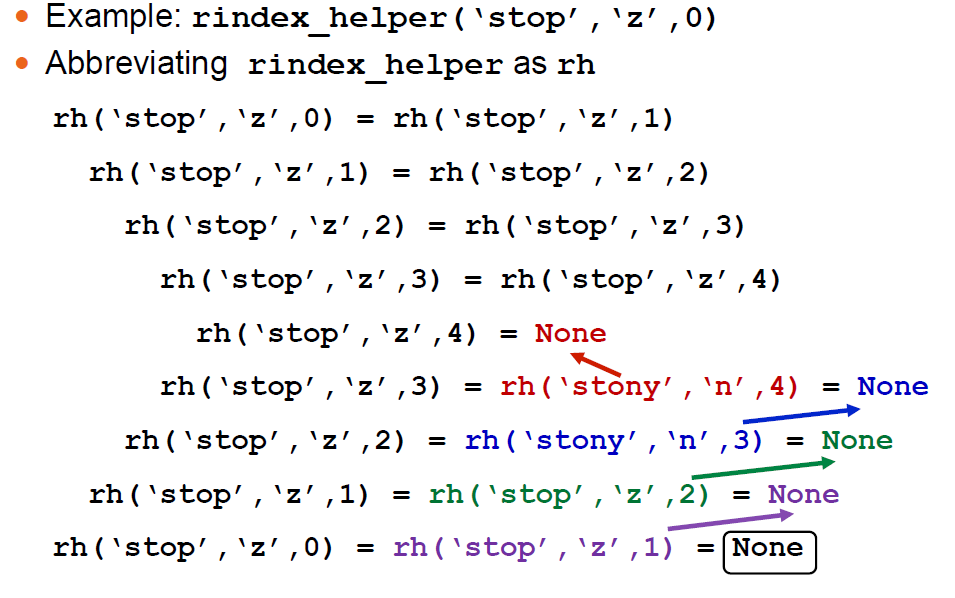 • Example: rindex_helper(‘stop’,‘z’,0)
• Abbreviating rindex_helper as rh
rh(‘stop’,‘z’,0) = rh(‘stop’,‘z’,1)
rh(‘stop’,‘z’,1) = rh(‘stop’,‘z’,2)
rh(‘stop’,‘z’,2) = rh(‘stop’,‘z’,3)
rh(‘stop’,‘z’,3) = rh(‘stop’,‘z’,4)
rh(‘stop’,‘z’,4) = None
rh(‘stop’,‘z’,3) = rh(‘stony’,‘n’,4) = None
rh(‘stop’,‘z’,2) = rh(‘stony’,‘n’,3) = None
rh(‘stop’,‘z’,1) = rh(‘stop’,‘z’,2) = None
rh(‘stop’,‘z’,0) = rh(‘stop’,‘z’,1) = None